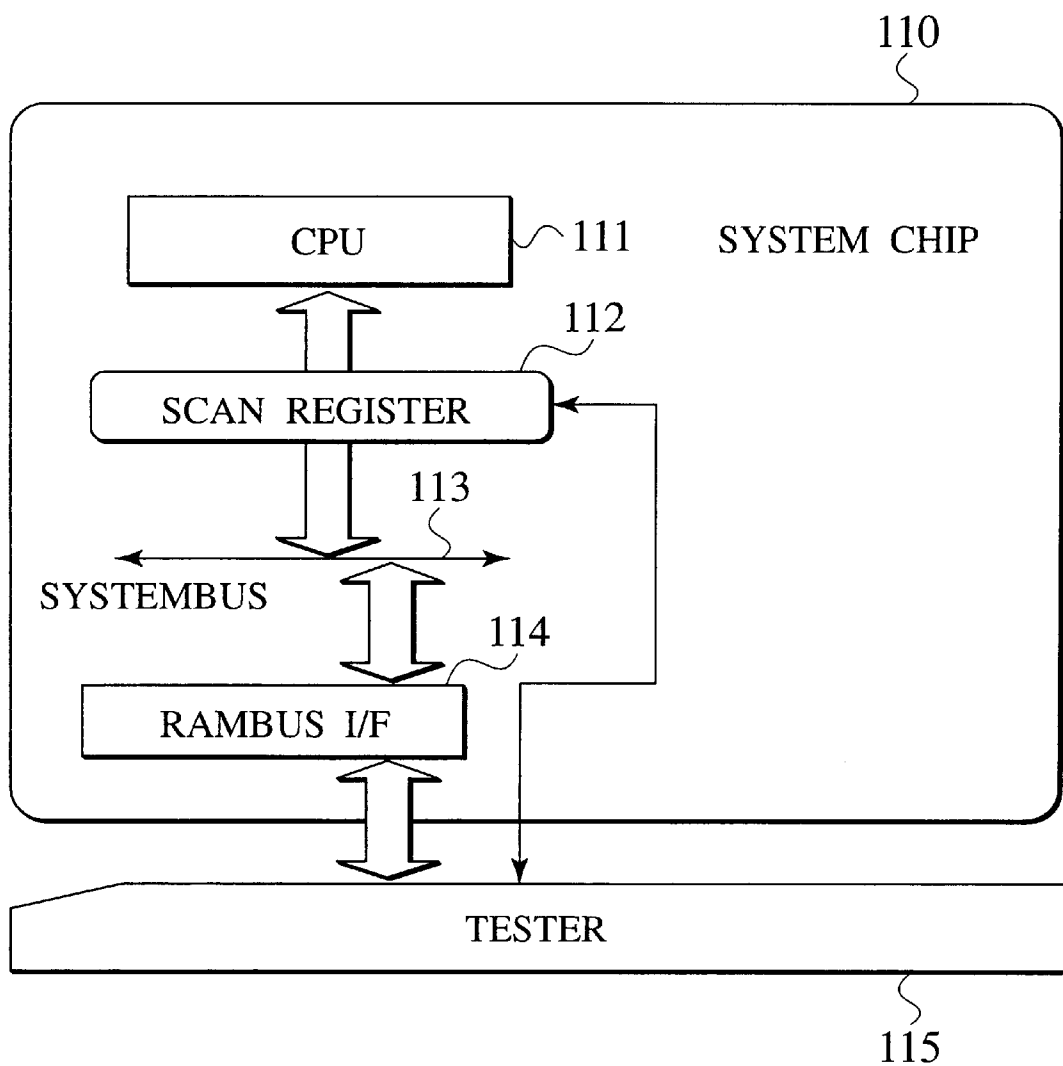 110
CPU
111
SYSTEM CHIP
112
SCAN REGISTER
113
SYSTEMBUS
114
RAMBUS I/F
TESTER
115